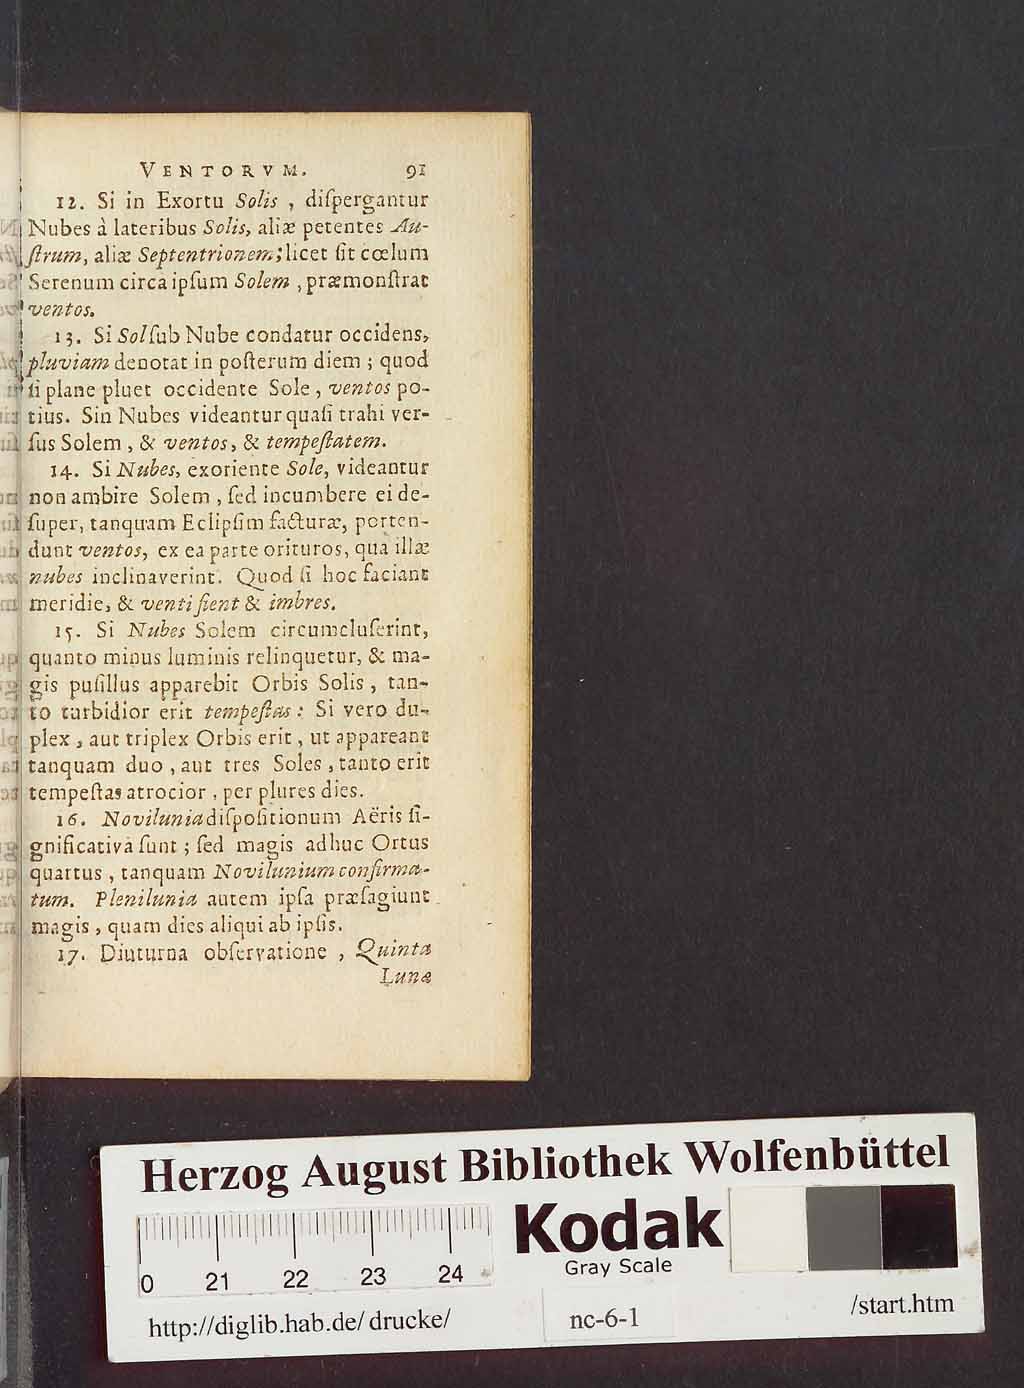 VENTORVM. 91
12. Si in Exortu Solis , diſpergantur
Nubes à lateribus Solis, aliæ petentes Au-
ſtrum, aliæ Septentrionem; licet ſit cœlum
Serenum circa ipſum Solem , præmonſtrat
ventos.
13. Si Sol ſub Nube condatur occidens,
pluviam denotat in poſterum diem ; quod
ſi plane pluet occidente Sole , ventos po-
tius. Sin Nubes videantur quaſi trahi ver-
ſus Solem , & ventos, & tempeſtatem.
14. Si Nubes, exoriente Sole, videantur
non ambire Solem , ſed incumbere ei de-
ſuper, tanquam Eclipſim facturæ, porten-
dunt ventos, ex ea parte orituros, qua illæ
nubes inclinaverint. Quod ſi hoc faciant
meridie, & venti fient & imbres.
15. Si Nubes Solem circumcluſerint,
quanto minus luminis relinquetur, & ma-
gis puſillus apparebit Orbis Solis , tan-
to turbidior erit tempeſtas : Si vero du-
plex , aut triplex Orbis erit , ut appareant
tanquam duo , aut tres Soles , tanto erit
tempeſtas atrocior , per plures dies.
16. Novilunia diſpoſitionum Aëris ſi-
gnificativa ſunt ; ſed magis adhuc Ortus
quartus , tanquam Novilunium confirma-
tum. Plenilunia autem ipſa præſagiunt
magis , quam dies aliqui ab ipſis.
17. Diuturna obſervatione , Quinta
Lunæ
Herzog August Bibliothek Wolfenbüttel
0 21 22 23 24
Kodak
Gray Scale
http://diglib.hab.de/ drucke/
nc-6-1
/start.htm